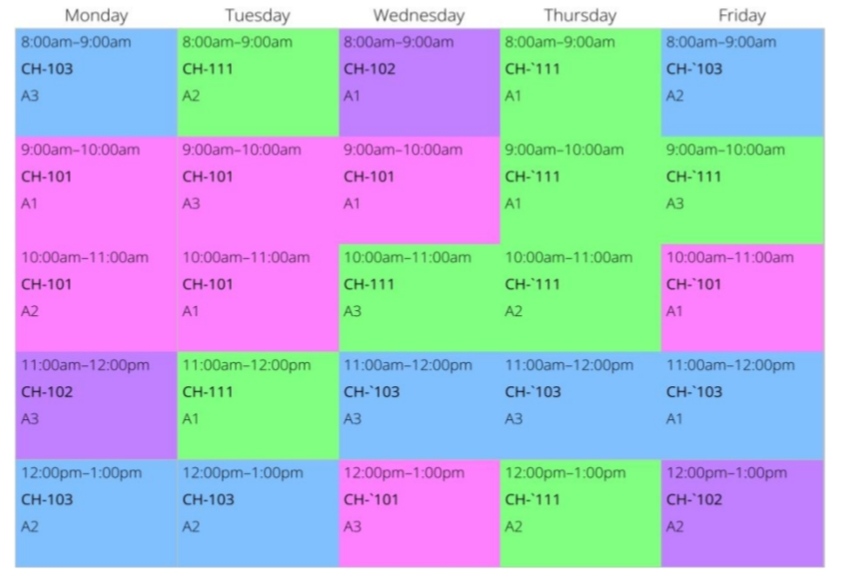 Monday Tuesday Wednesday Thursday Friday
8:00am–9:00am 8:00am–9:00am 8:00am–9:00am 8:00am–9:00am 8:00am–9:00am
CH-103 CH-111 CH-102 CH-`111 CH-`103
A3 A2 A1 A1 A2
9:00am–10:00am 9:00am–10:00am 9:00am–10:00am 9:00am–10:00am 9:00am–10:00am
CH-101 CH-101 CH-101 CH-`111 CH-`111
A1 A3 A1 A1 A3
10:00am–11:00am 10:00am–11:00am 10:00am–11:00am 10:00am–11:00am 10:00am–11:00am
CH-101 CH-101 CH-111 CH-`111 CH-`101
A2 A1 A3 A2 A1
11:00am–12:00pm 11:00am–12:00pm 11:00am–12:00pm 11:00am–12:00pm 11:00am–12:00pm
CH-102 CH-111 CH-`103 CH-`103 CH-`103
A3 A1 A3 A3 A1
12:00pm–1:00pm 12:00pm–1:00pm 12:00pm–1:00pm 12:00pm–1:00pm 12:00pm–1:00pm
CH-103 CH-103 CH-`101 CH-`111 CH-`102
A2 A2 A3 A2 A2